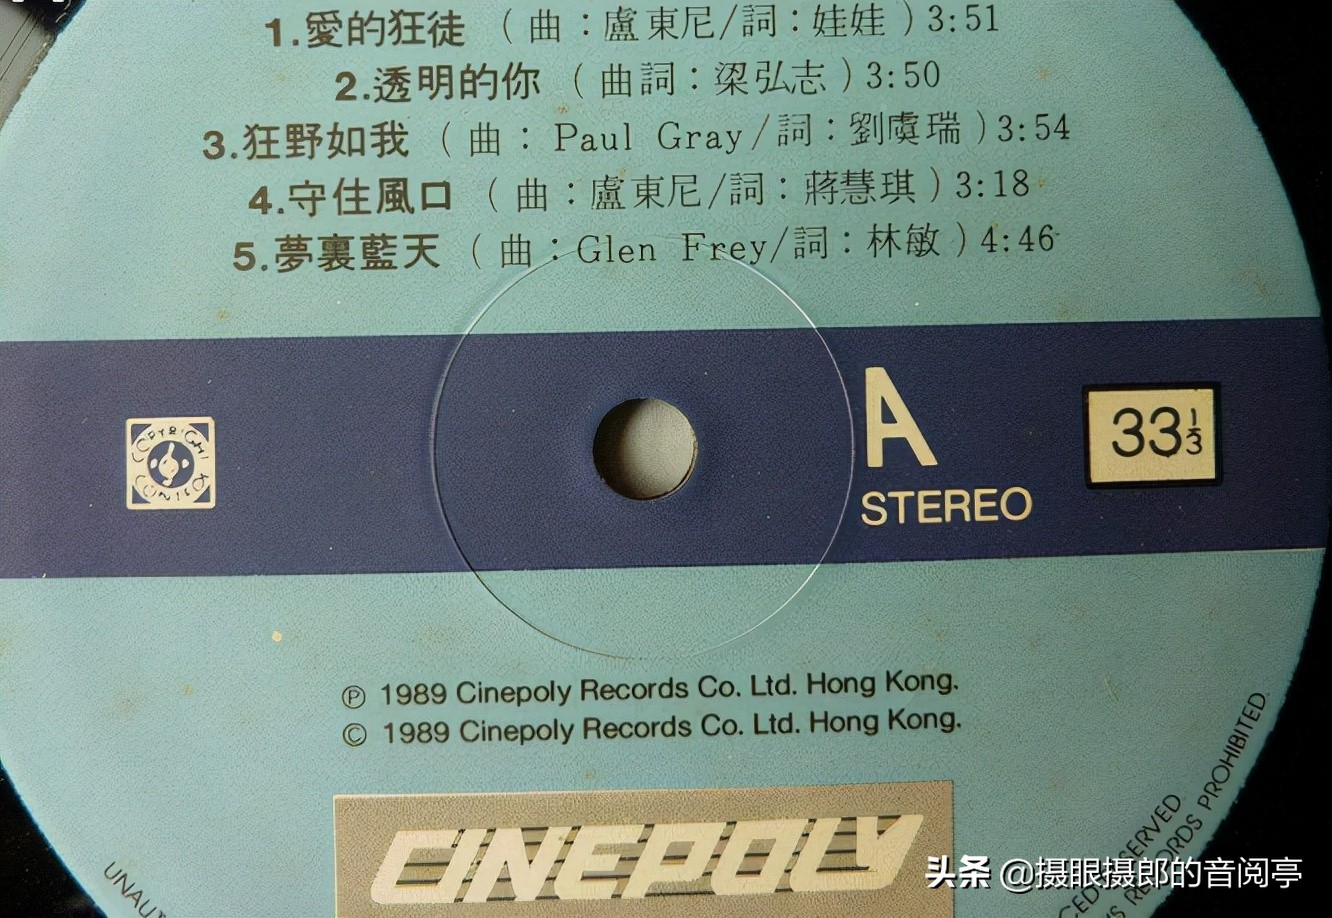 1.愛的狂徒（曲：盧東尼/詞：娃娃）3:51
2.透明的你（曲詞：梁弘志）3:50
3.狂野如我（曲：Paul Gray/詞：劉虞瑞）3:54
4.守住風口（曲：盧東尼/詞：蔣慧琪）3:18
5.夢裏藍天（曲：Glen Frey/詞：林敏）4:46
A
STEREO
33⅓
Ⓟ 1989 Cinepoly Records Co. Ltd. Hong Kong.
© 1989 Cinepoly Records Co. Ltd. Hong Kong.
CINEPOLY
UNAUT
SERVED
RECORDS PROHIBITED
头条 @摄眼摄郎的音阅亭